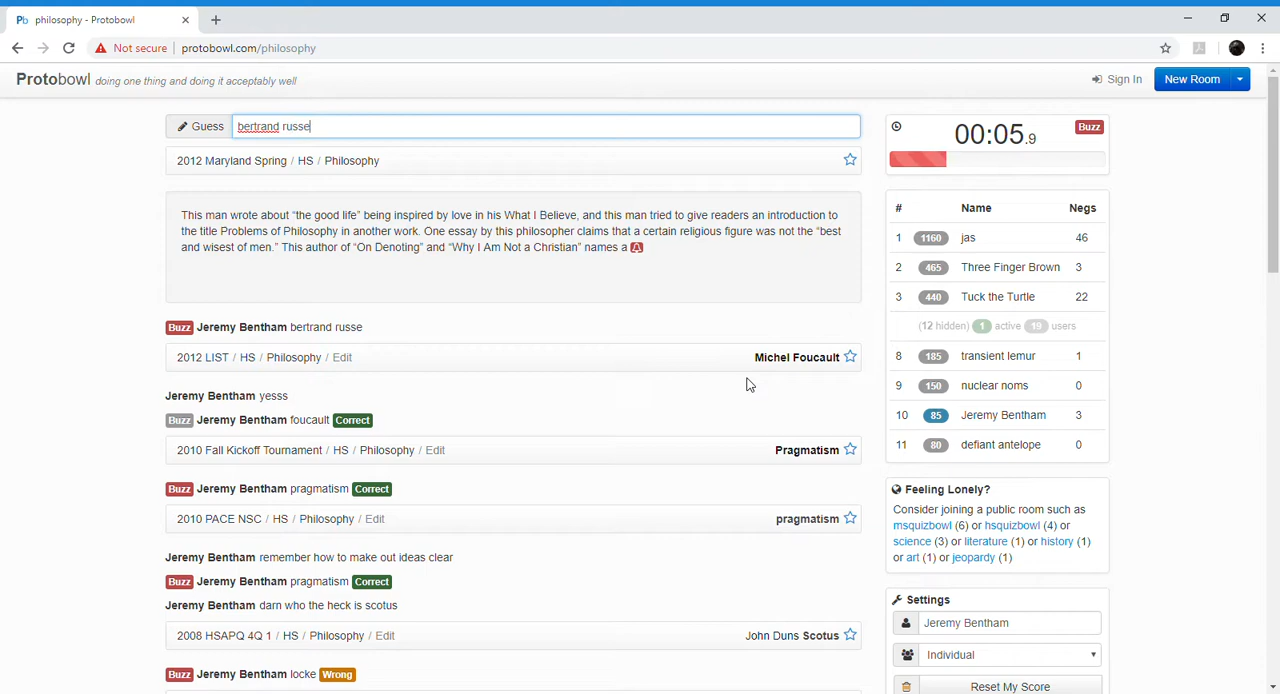 Pb philosophy - Protobowl
Not secure protobowl.com/philosophy
Protobowl doing one thing and doing it acceptably well
Sign In New Room
Guess bertrand russe
2012 Maryland Spring / HS / Philosophy
This man wrote about “the good life” being inspired by love in his What I Believe, and this man tried to give readers an introduction to
the title Problems of Philosophy in another work. One essay by this philosopher claims that a certain religious figure was not the “best
and wisest of men.” This author of “On Denoting” and “Why I Am Not a Christian” names a
Buzz Jeremy Bentham bertrand russe
2012 LIST / HS / Philosophy / Edit Michel Foucault
Jeremy Bentham yesss
Buzz Jeremy Bentham foucault Correct
2010 Fall Kickoff Tournament / HS / Philosophy / Edit Pragmatism
Buzz Jeremy Bentham pragmatism Correct
2010 PACE NSC / HS / Philosophy / Edit pragmatism
Jeremy Bentham remember how to make out ideas clear
Buzz Jeremy Bentham pragmatism Correct
Jeremy Bentham darn who the heck is scotus
2008 HSAPQ 4Q 1 / HS / Philosophy / Edit John Duns Scotus
Buzz Jeremy Bentham locke Wrong
00:05.9 Buzz
# Name Negs
1 1160 jas 46
2 465 Three Finger Brown 3
3 440 Tuck the Turtle 22
(12 hidden) 1 active 19 users
8 185 transient lemur 1
9 150 nuclear noms 0
10 85 Jeremy Bentham 3
11 80 defiant antelope 0
Feeling Lonely?
Consider joining a public room such as
msquizbowl (6) or hsquizbowl (4) or
science (3) or literature (1) or history (1)
or art (1) or jeopardy (1)
Settings
Jeremy Bentham
Individual
Reset My Score